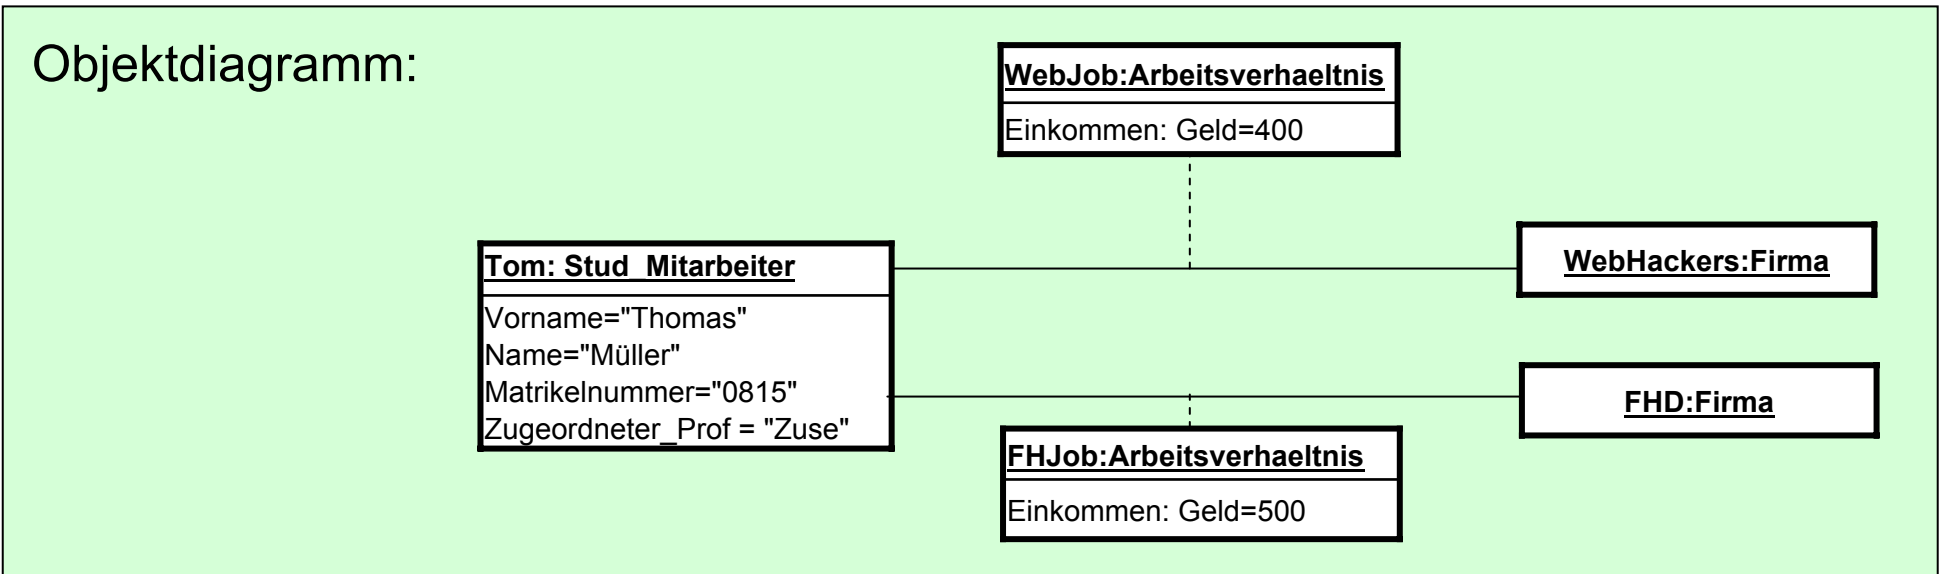 Objektdiagramm:
WebJob:Arbeitsverhaeltnis
Einkommen: Geld=400
Tom: Stud_Mitarbeiter
Vorname="Thomas"
Name="Müller"
Matrikelnummer="0815"
Zugeordneter_Prof = "Zuse"
WebHackers:Firma
FHD:Firma
FHJob:Arbeitsverhaeltnis
Einkommen: Geld=500